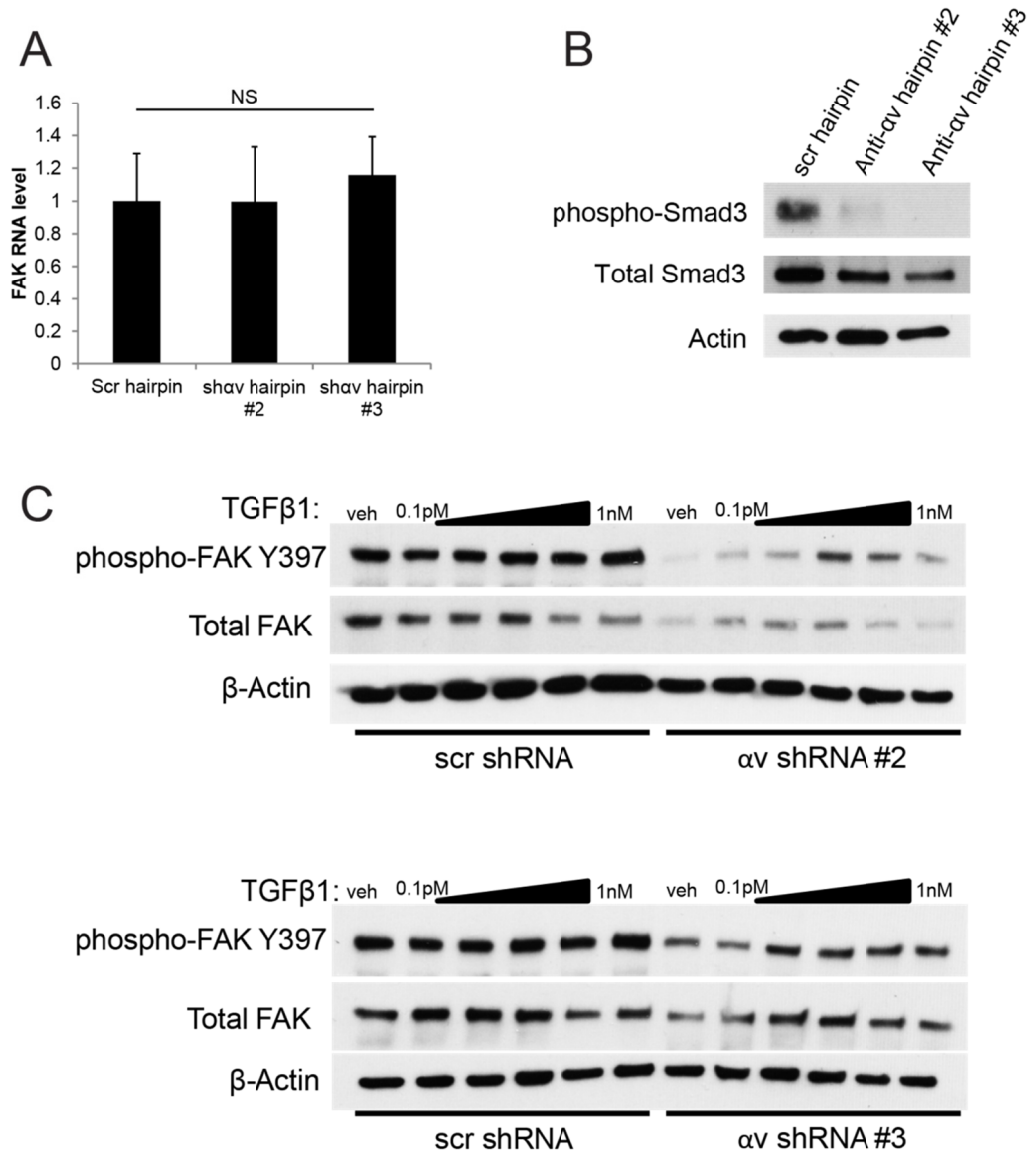 A
NS
1.6
1.4
1.2
1
0.8
0.6
0.4
0.2
0
FAK RNA level
Scr hairpin
shαv hairpin
#2
shαv hairpin
#3
B
scr hairpin
Anti-αv hairpin #2
Anti-αv hairpin #3
phospho-Smad3
Total Smad3
Actin
C
TGFβ1: veh 0.1pM 1nM veh 0.1pM 1nM
phospho-FAK Y397
Total FAK
β-Actin
scr shRNA αv shRNA #2
TGFβ1: veh 0.1pM 1nM veh 0.1pM 1nM
phospho-FAK Y397
Total FAK
β-Actin
scr shRNA αv shRNA #3